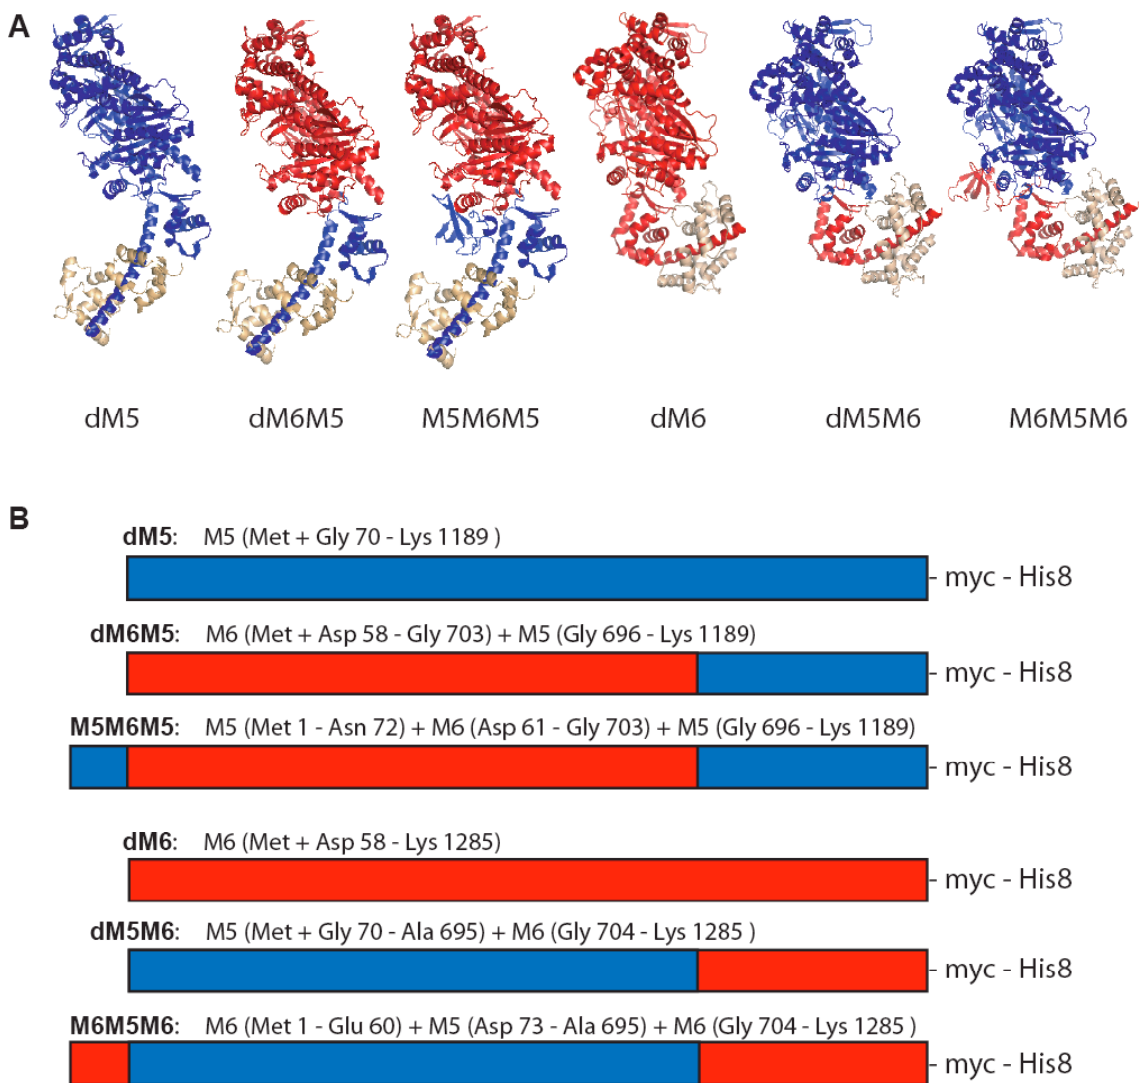 A
dM5 dM6M5 M5M6M5 dM6 dM5M6 M6M5M6
B
dM5: M5 (Met + Gly 70 - Lys 1189 )
- myc - His8
dM6M5: M6 (Met + Asp 58 - Gly 703) + M5 (Gly 696 - Lys 1189)
- myc - His8
M5M6M5: M5 (Met 1 - Asn 72) + M6 (Asp 61 - Gly 703) + M5 (Gly 696 - Lys 1189)
- myc - His8
dM6: M6 (Met + Asp 58 - Lys 1285)
- myc - His8
dM5M6: M5 (Met + Gly 70 - Ala 695) + M6 (Gly 704 - Lys 1285 )
- myc - His8
M6M5M6: M6 (Met 1 - Glu 60) + M5 (Asp 73 - Ala 695) + M6 (Gly 704 - Lys 1285 )
- myc - His8